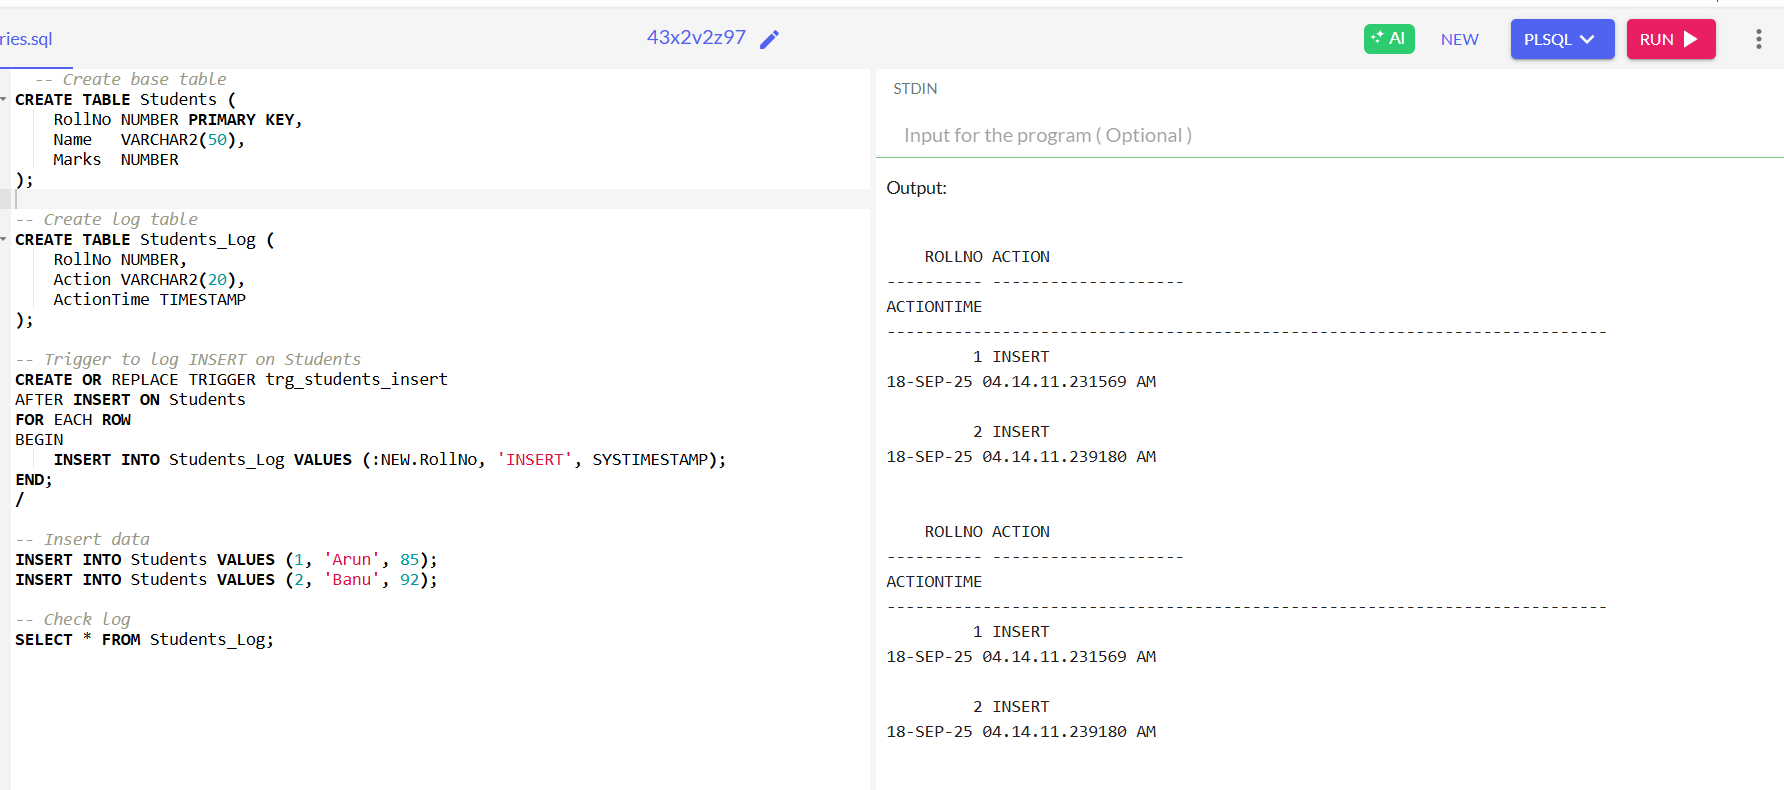 ries.sql
43x2v2z97
AI
NEW
PLSQL
RUN
-- Create base table
CREATE TABLE Students (
    RollNo NUMBER PRIMARY KEY,
    Name   VARCHAR2(50),
    Marks  NUMBER
);
-- Create log table
CREATE TABLE Students_Log (
    RollNo NUMBER,
    Action VARCHAR2(20),
    ActionTime TIMESTAMP
);
-- Trigger to log INSERT on Students
CREATE OR REPLACE TRIGGER trg_students_insert
AFTER INSERT ON Students
FOR EACH ROW
BEGIN
    INSERT INTO Students_Log VALUES (:NEW.RollNo, 'INSERT', SYSTIMESTAMP);
END;
/
-- Insert data
INSERT INTO Students VALUES (1, 'Arun', 85);
INSERT INTO Students VALUES (2, 'Banu', 92);
-- Check log
SELECT * FROM Students_Log;
STDIN
Input for the program ( Optional )
Output:
    ROLLNO ACTION
---------- --------------------
ACTIONTIME
---------------------------------------------------------------------------
         1 INSERT
18-SEP-25 04.14.11.231569 AM
         2 INSERT
18-SEP-25 04.14.11.239180 AM
    ROLLNO ACTION
---------- --------------------
ACTIONTIME
---------------------------------------------------------------------------
         1 INSERT
18-SEP-25 04.14.11.231569 AM
         2 INSERT
18-SEP-25 04.14.11.239180 AM